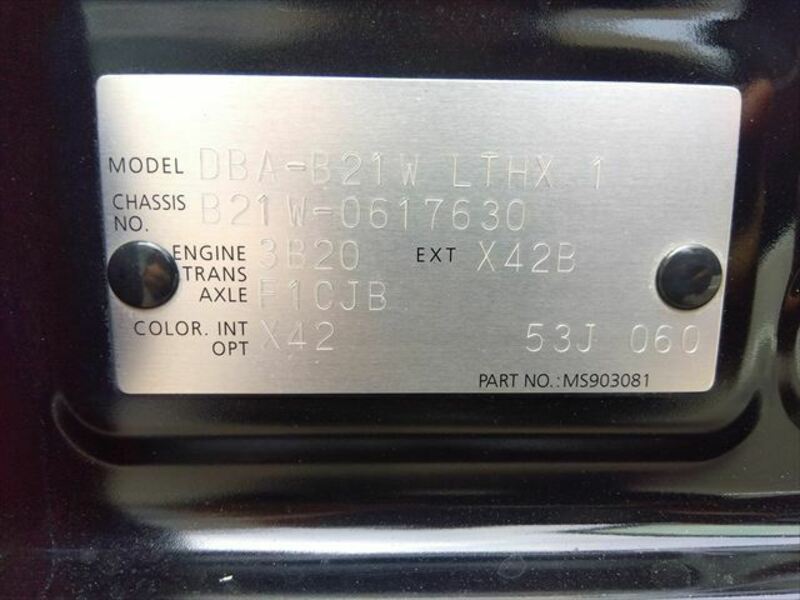 MODEL DBA-B21W LTHX 1
CHASSIS NO. B21W-0617630
ENGINE 3B20 EXT X42B
TRANS AXLE F1CJB
COLOR. INT OPT X42 53J 060
PART NO.: MS903081